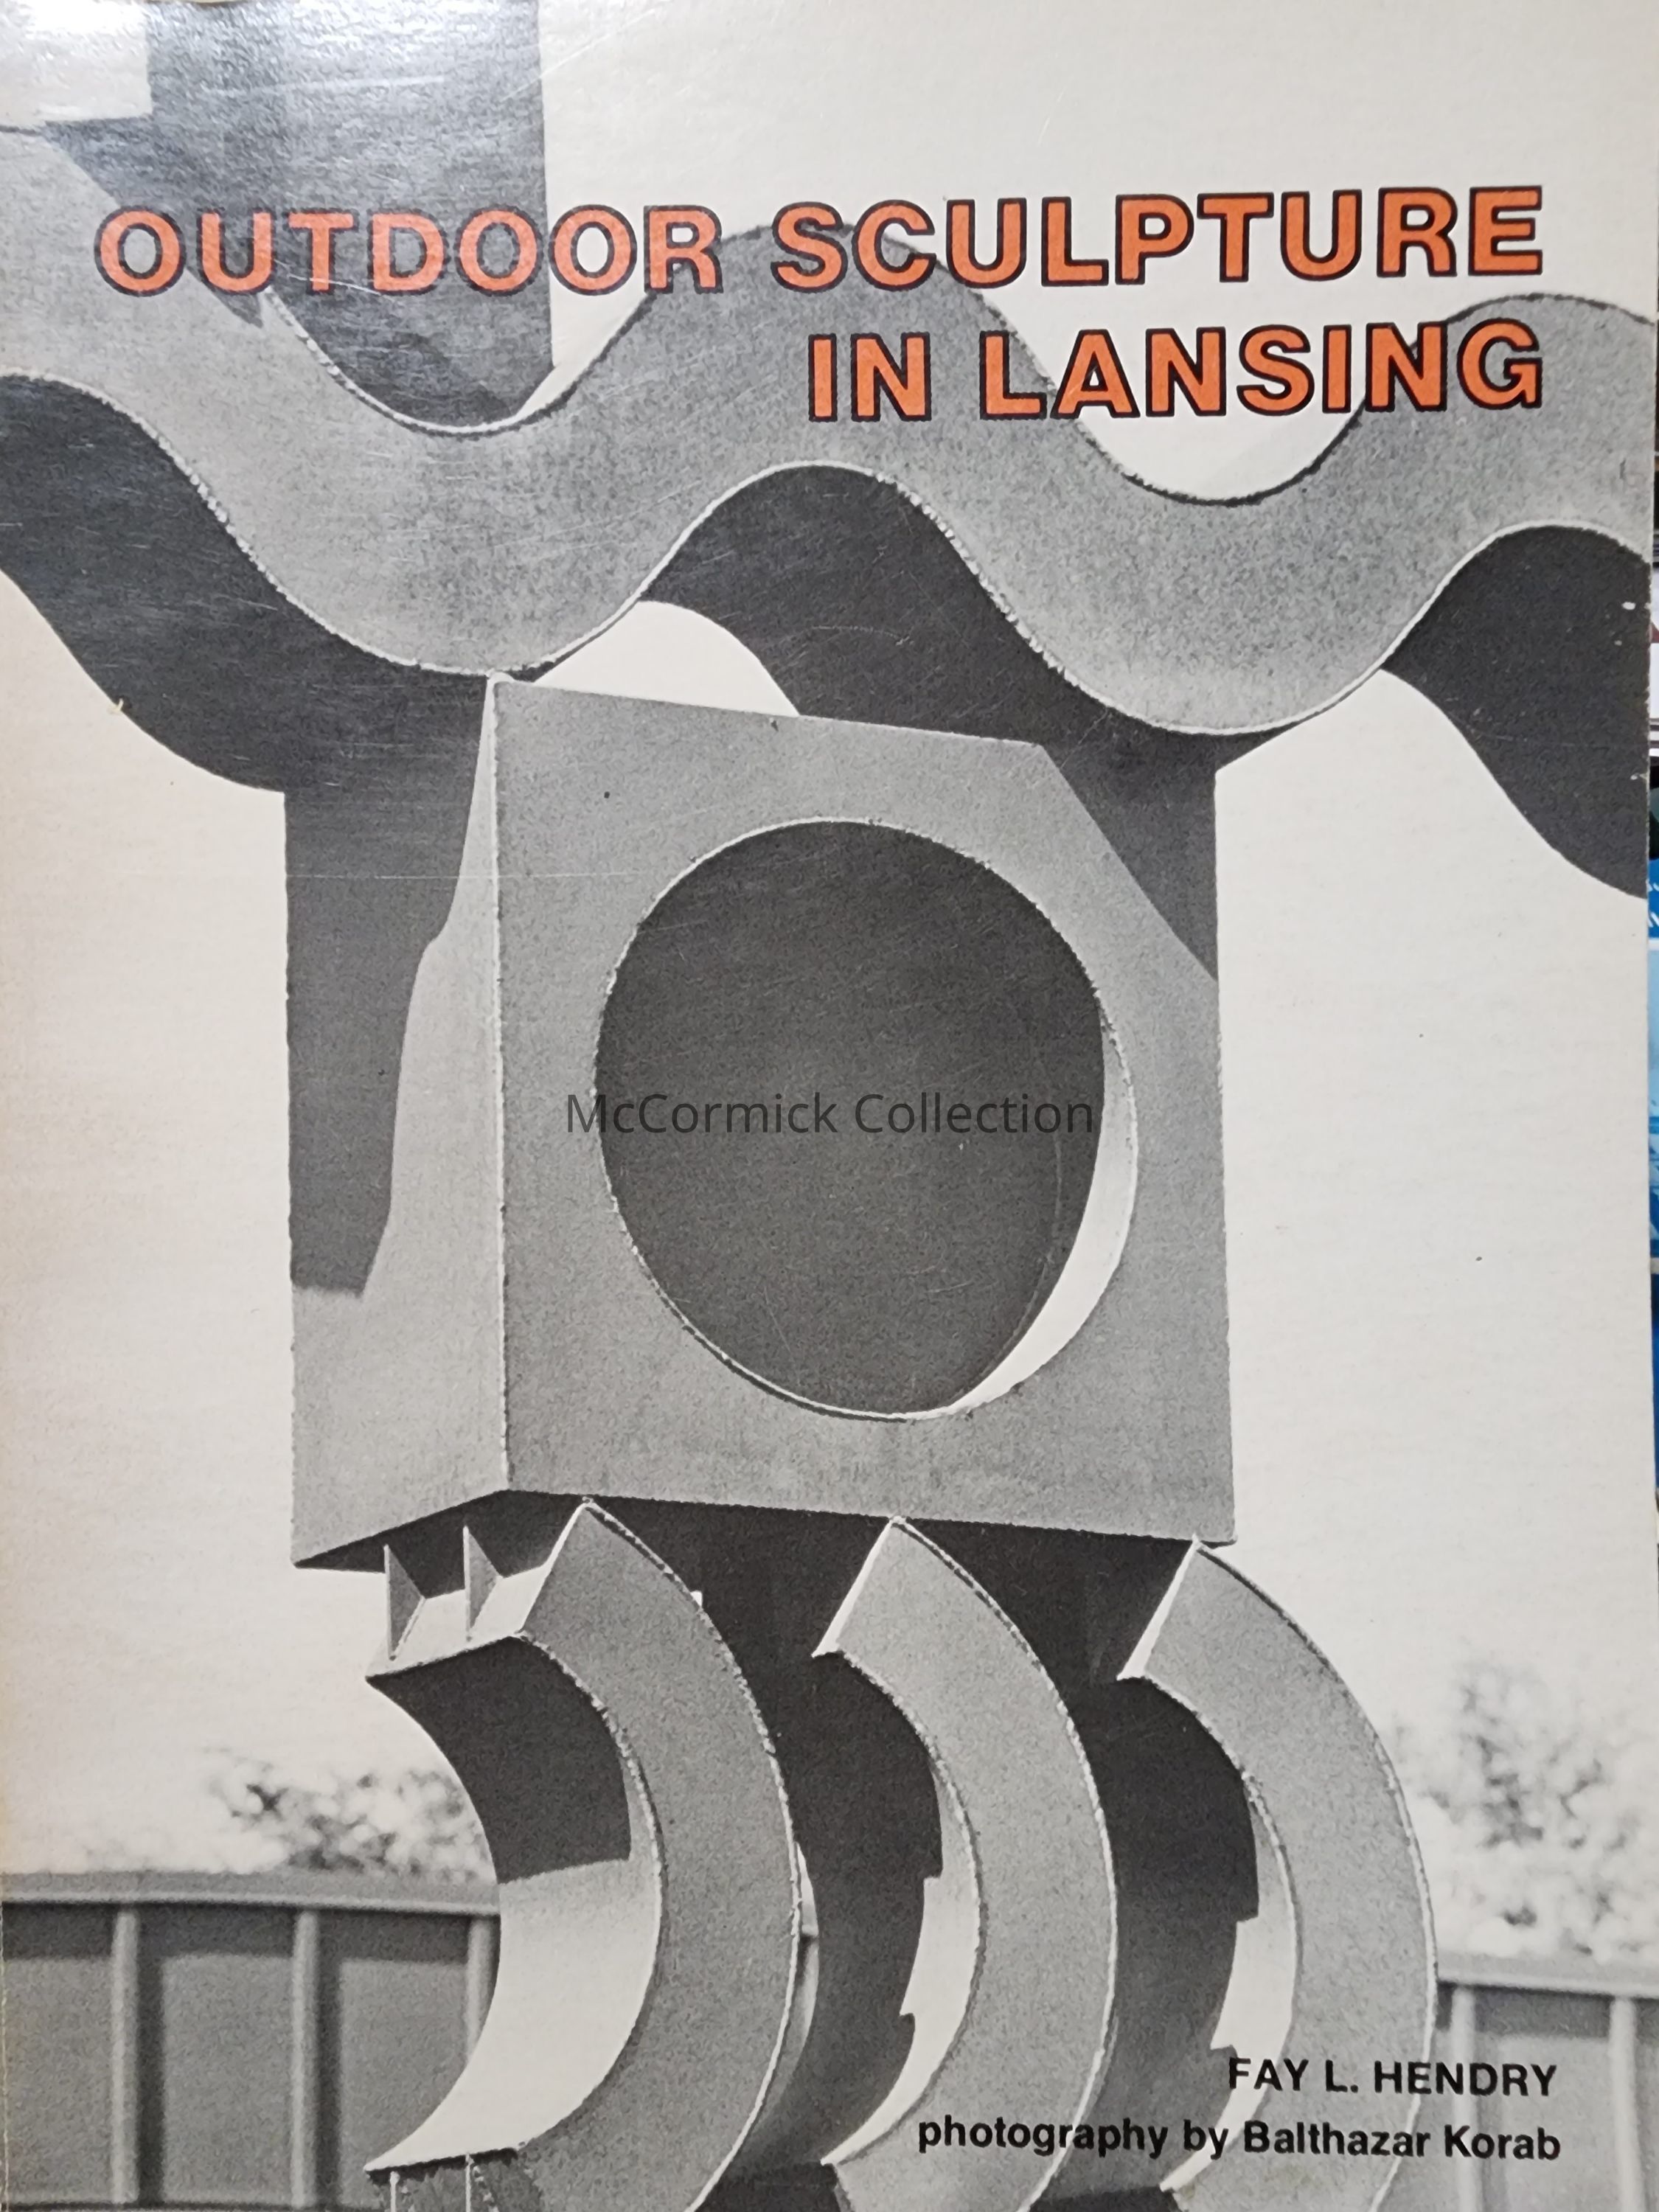 OUTDOOR SCULPTURE
IN LANSING
McCormick Collection
FAY L. HENDRY
photography by Balthazar Korab